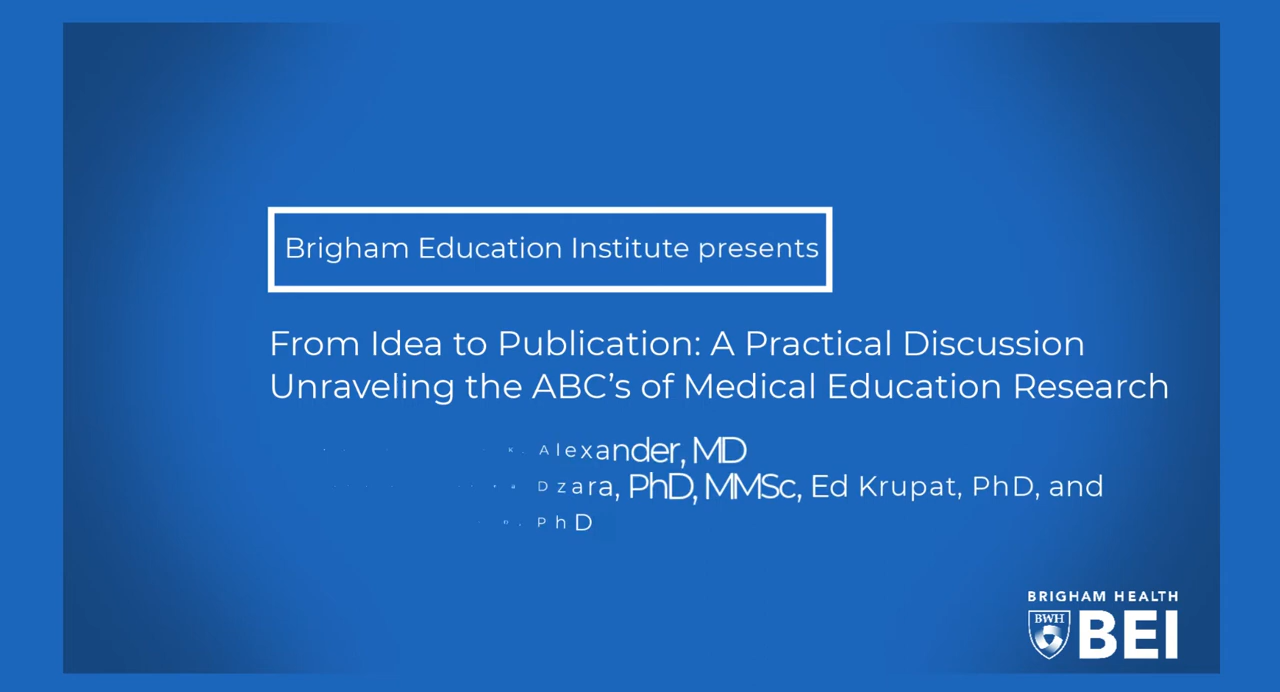 Brigham Education Institute presents
From Idea to Publication: A Practical Discussion
Unraveling the ABC’s of Medical Education Research
K. Alexander, MD
Dzara, PhD, MMSc, Ed Krupat, PhD, and
PhD
BRIGHAM HEALTH
BWH
BEI